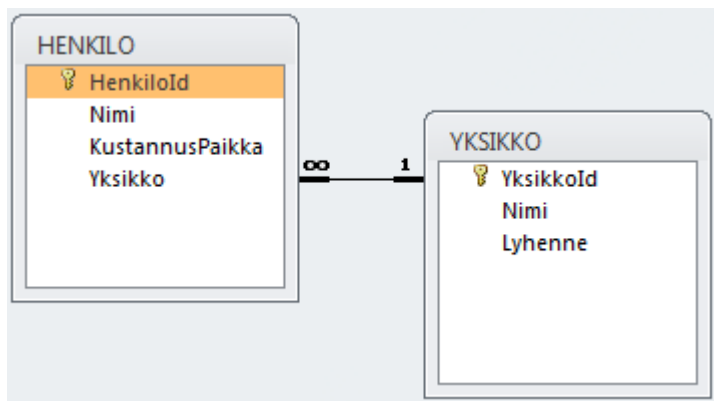 HENKILO
HenkiloId
Nimi
KustannusPaikka
Yksikko
∞ 1
YKSIKKO
YksikkoId
Nimi
Lyhenne